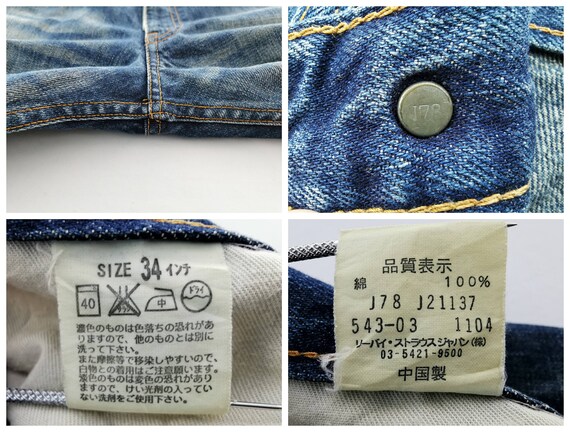 J78
SIZE 34 インチ
40
中
ドライ
濃色のものは色落ちの恐れがあ
りますので、他のものとは別に
洗って下さい。
また摩擦等で移染しやすいので
白物との着用はご注意下さい。
淡色のものは変色の恐れがあり
ますので、けい光剤の入ってい
ない洗剤をご使用下さい。
品質表示
綿 100%
J78 J21137
543-03 1104
リーバイ・ストラウスジャパン(株)
03-5421-9500
中国製